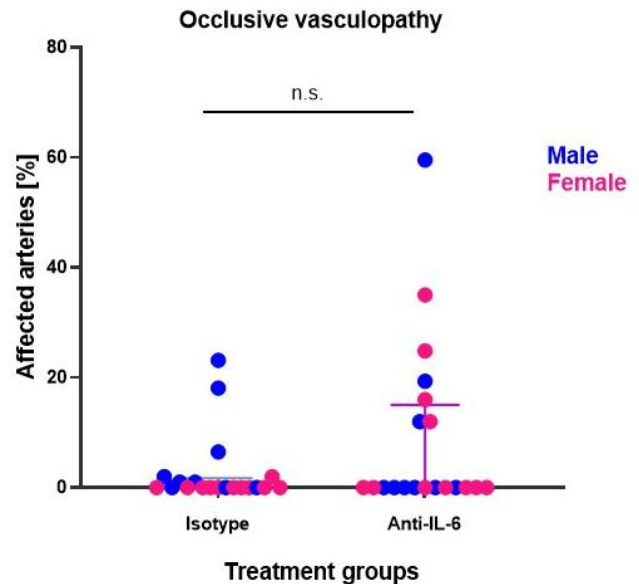 Occlusive vasculopathy
80
n.s.
60
Male
Female
40
Affected arteries [%]
20
0
Isotype
Anti-IL-6
Treatment groups